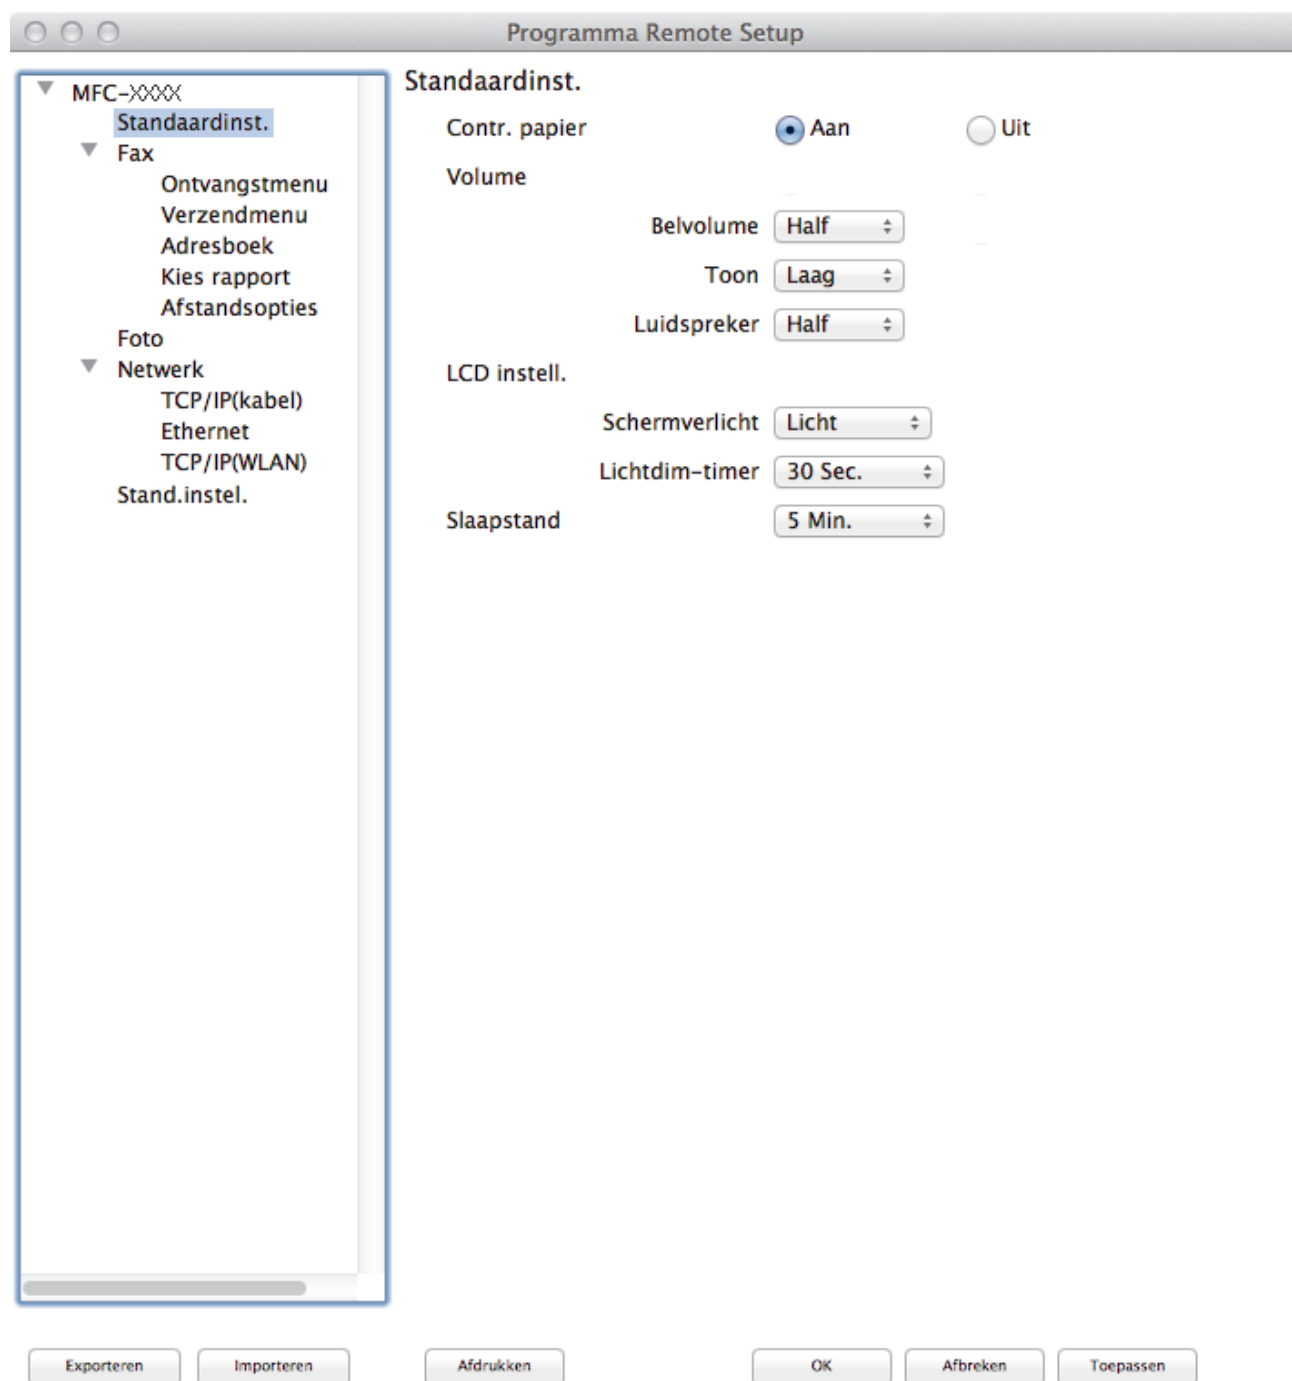 Programma Remote Setup
MFC-XXXX
Standaardinst.
Fax
Ontvangstmenu
Verzendmenu
Adresboek
Kies rapport
Afstandsopties
Foto
Netwerk
TCP/IP(kabel)
Ethernet
TCP/IP(WLAN)
Stand.instel.
Standaardinst.
Contr. papier Aan Uit
Volume
Belvolume Half
Toon Laag
Luidspreker Half
LCD instell.
Schermverlicht Licht
Lichtdim-timer 30 Sec.
Slaapstand 5 Min.
Exporteren Importeren Afdrukken OK Afbreken Toepassen